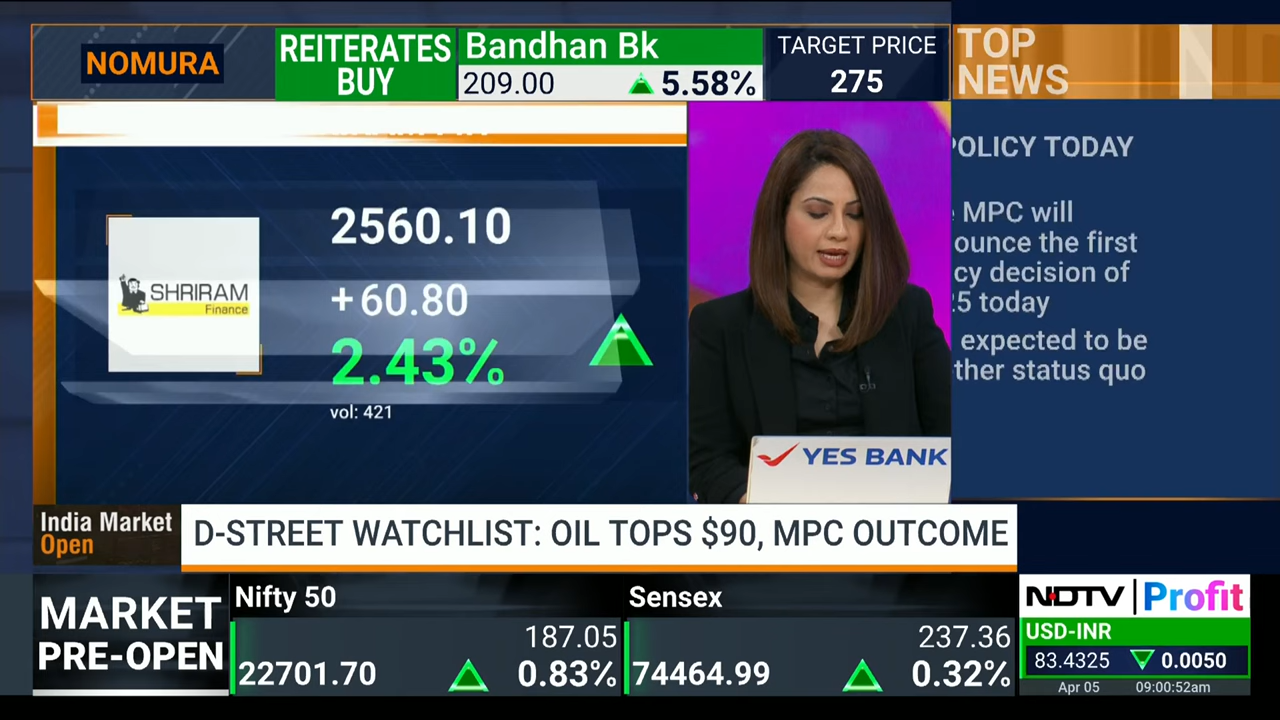 NOMURA
REITERATES
BUY
Bandhan Bk
209.00
5.58%
TARGET PRICE
275
TOP
NEWS
2560.10
+60.80
2.43%
vol: 421
SHRIRAM
Finance
YES BANK
POLICY TODAY
MPC will
ounce the first
cy decision of
25 today
expected to be
ther status quo
India Market
Open
D-STREET WATCHLIST: OIL TOPS $90, MPC OUTCOME
MARKET
PRE-OPEN
Nifty 50
187.05
22701.70
0.83%
Sensex
237.36
74464.99
0.32%
NDTV Profit
USD-INR
83.4325
0.0050
Apr 05
09:00:52am